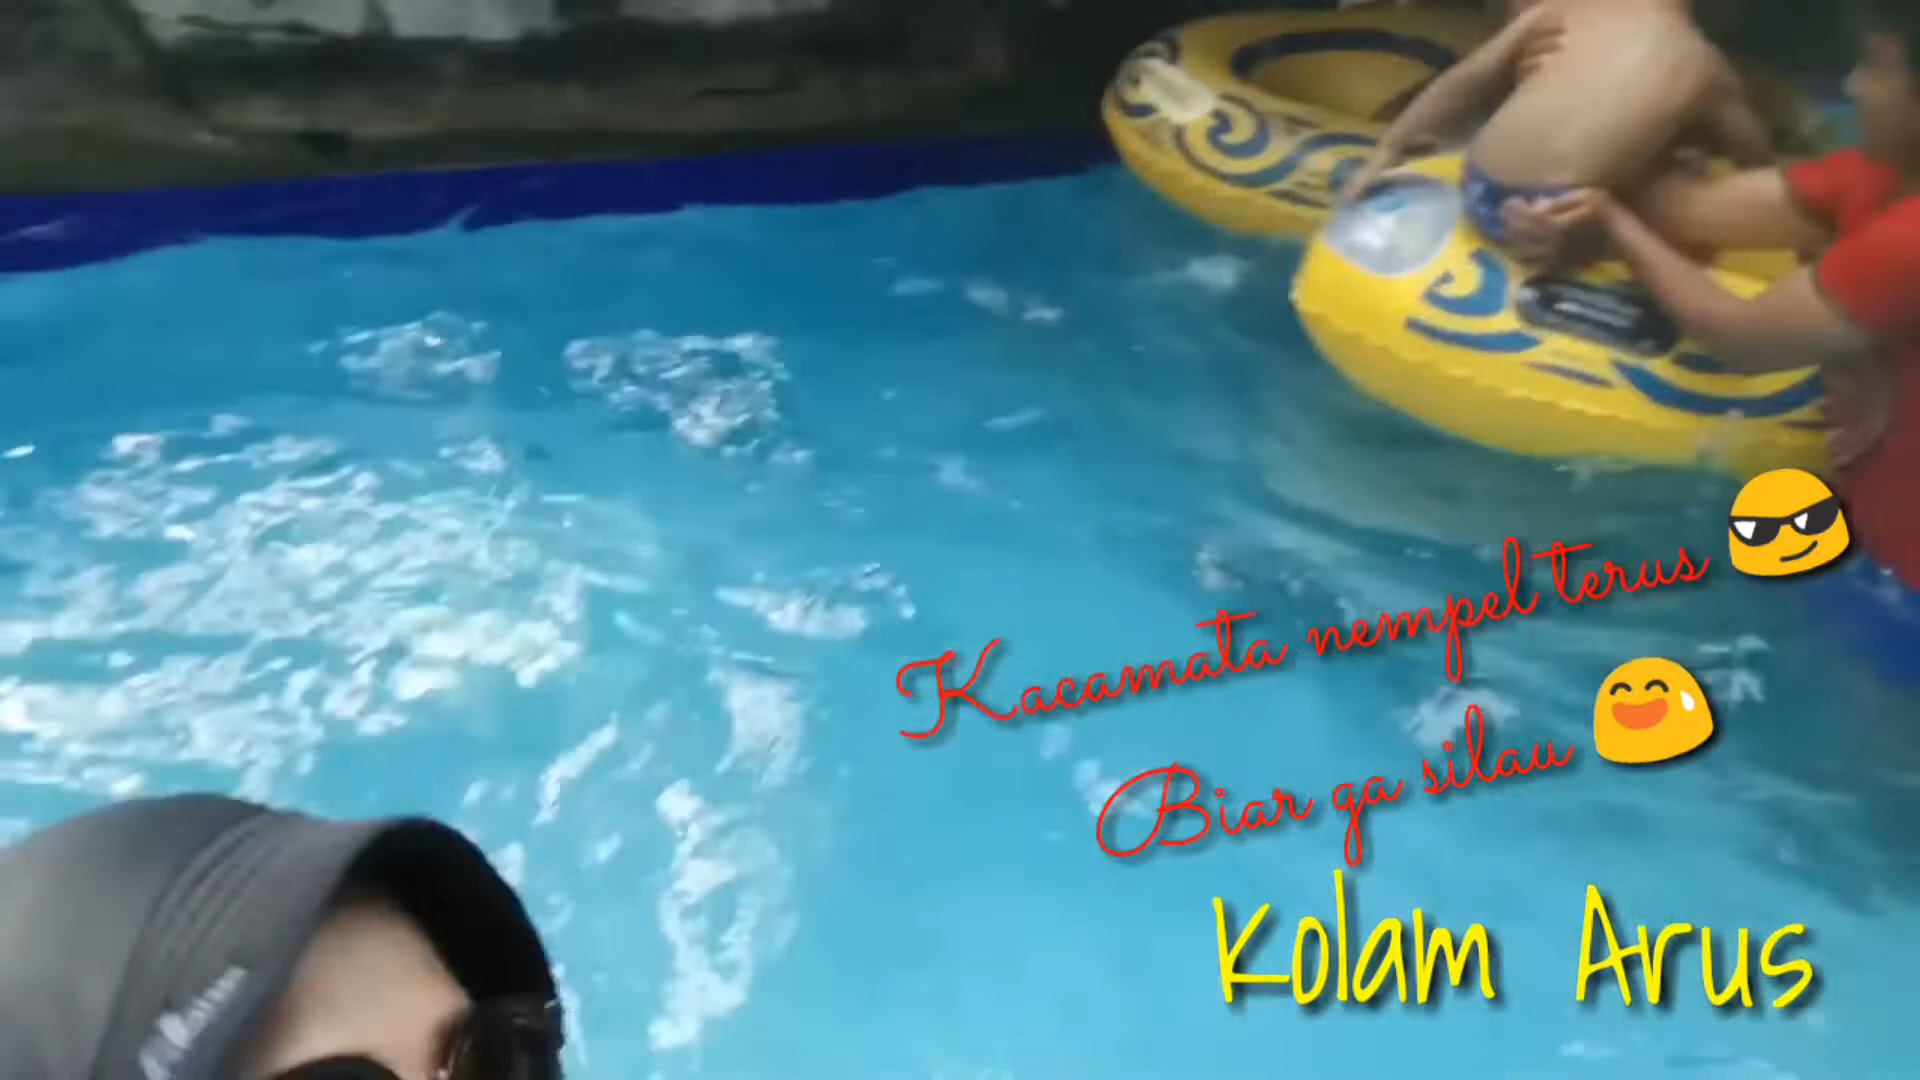 Kacamata nempel terus 😎
Biar ga silau 😅
Kolam Arus